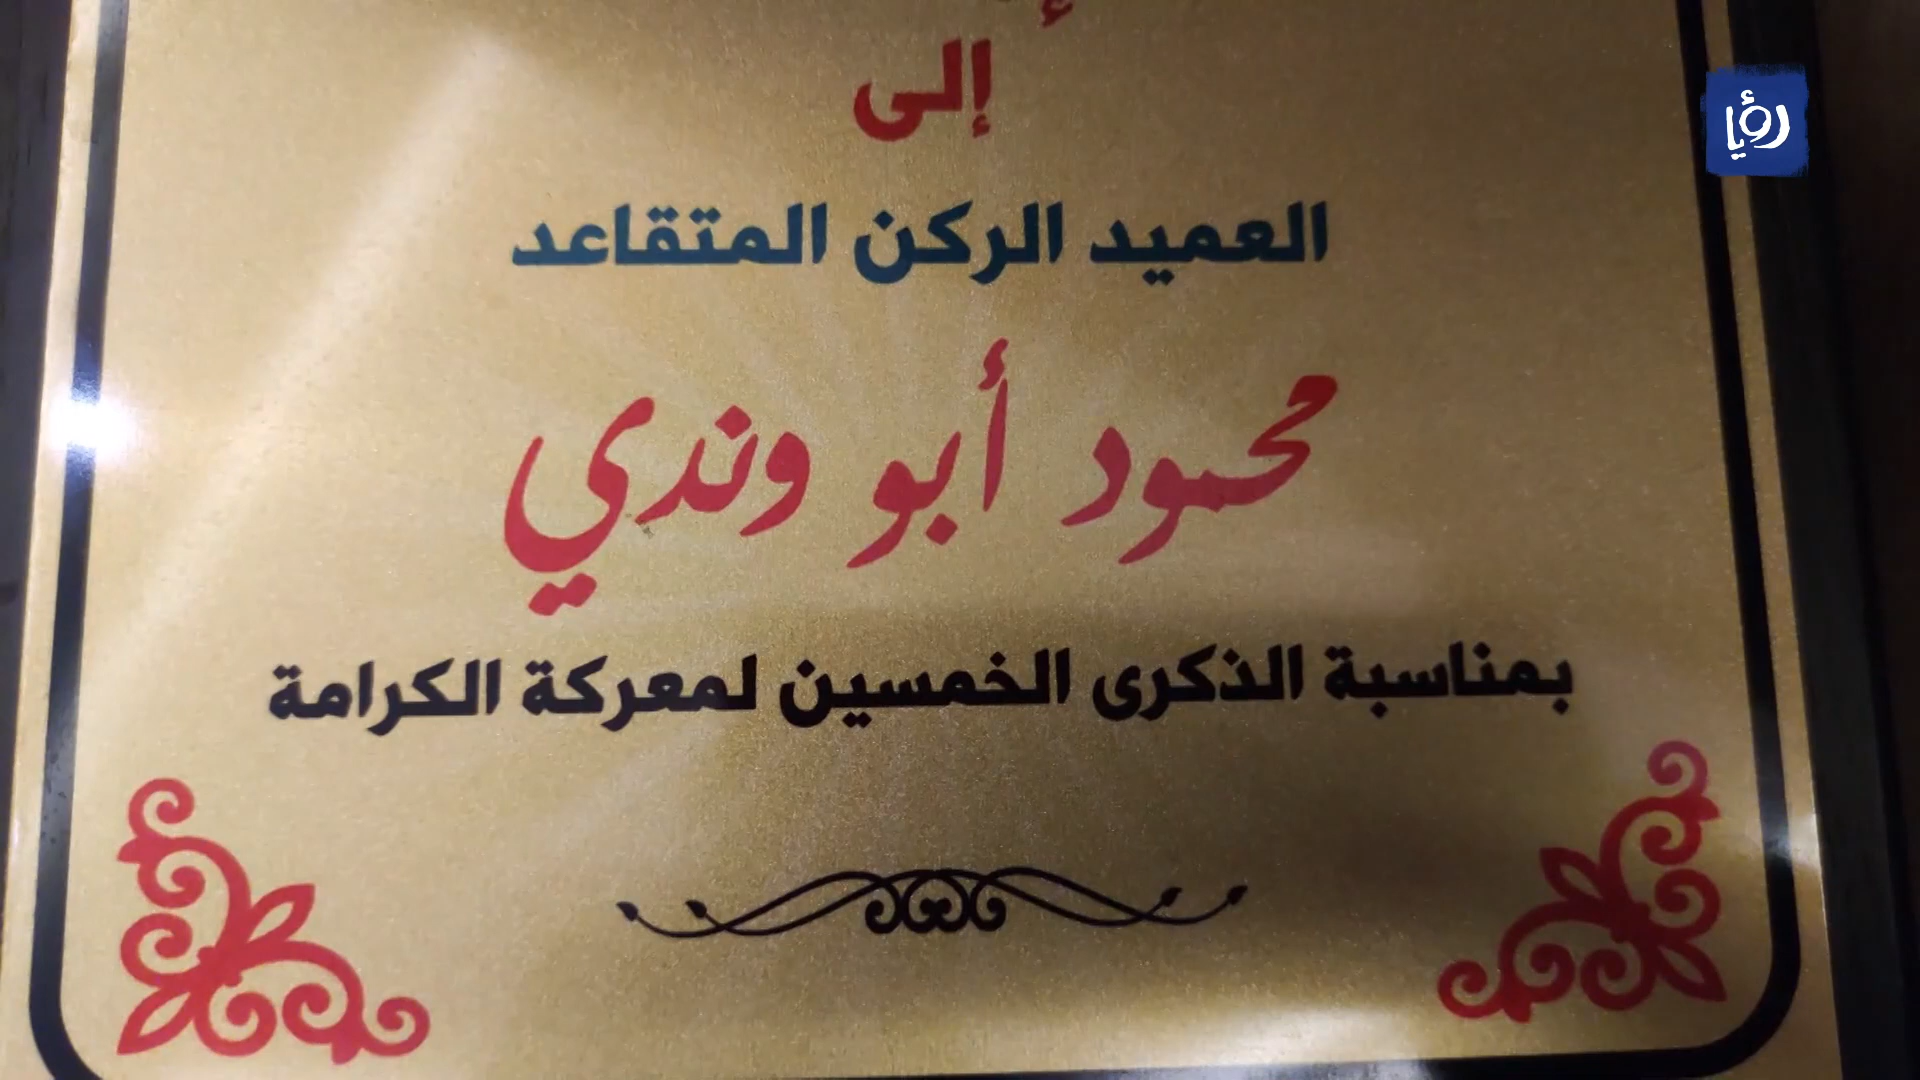 إلى
رؤيا
العميد الركن المتقاعد
محمود أبو وندي
بمناسبة الذكرى الخمسين لمعركة الكرامة